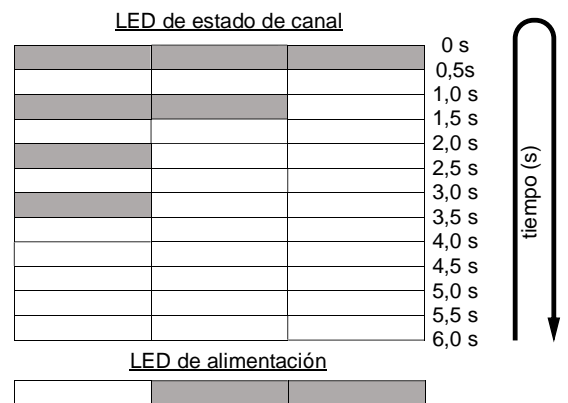 LED de estado de canal
0 s
0,5s
1,0 s
1,5 s
2,0 s
2,5 s
3,0 s
3,5 s
4,0 s
4,5 s
5,0 s
5,5 s
6,0 s
tiempo (s)
LED de alimentación